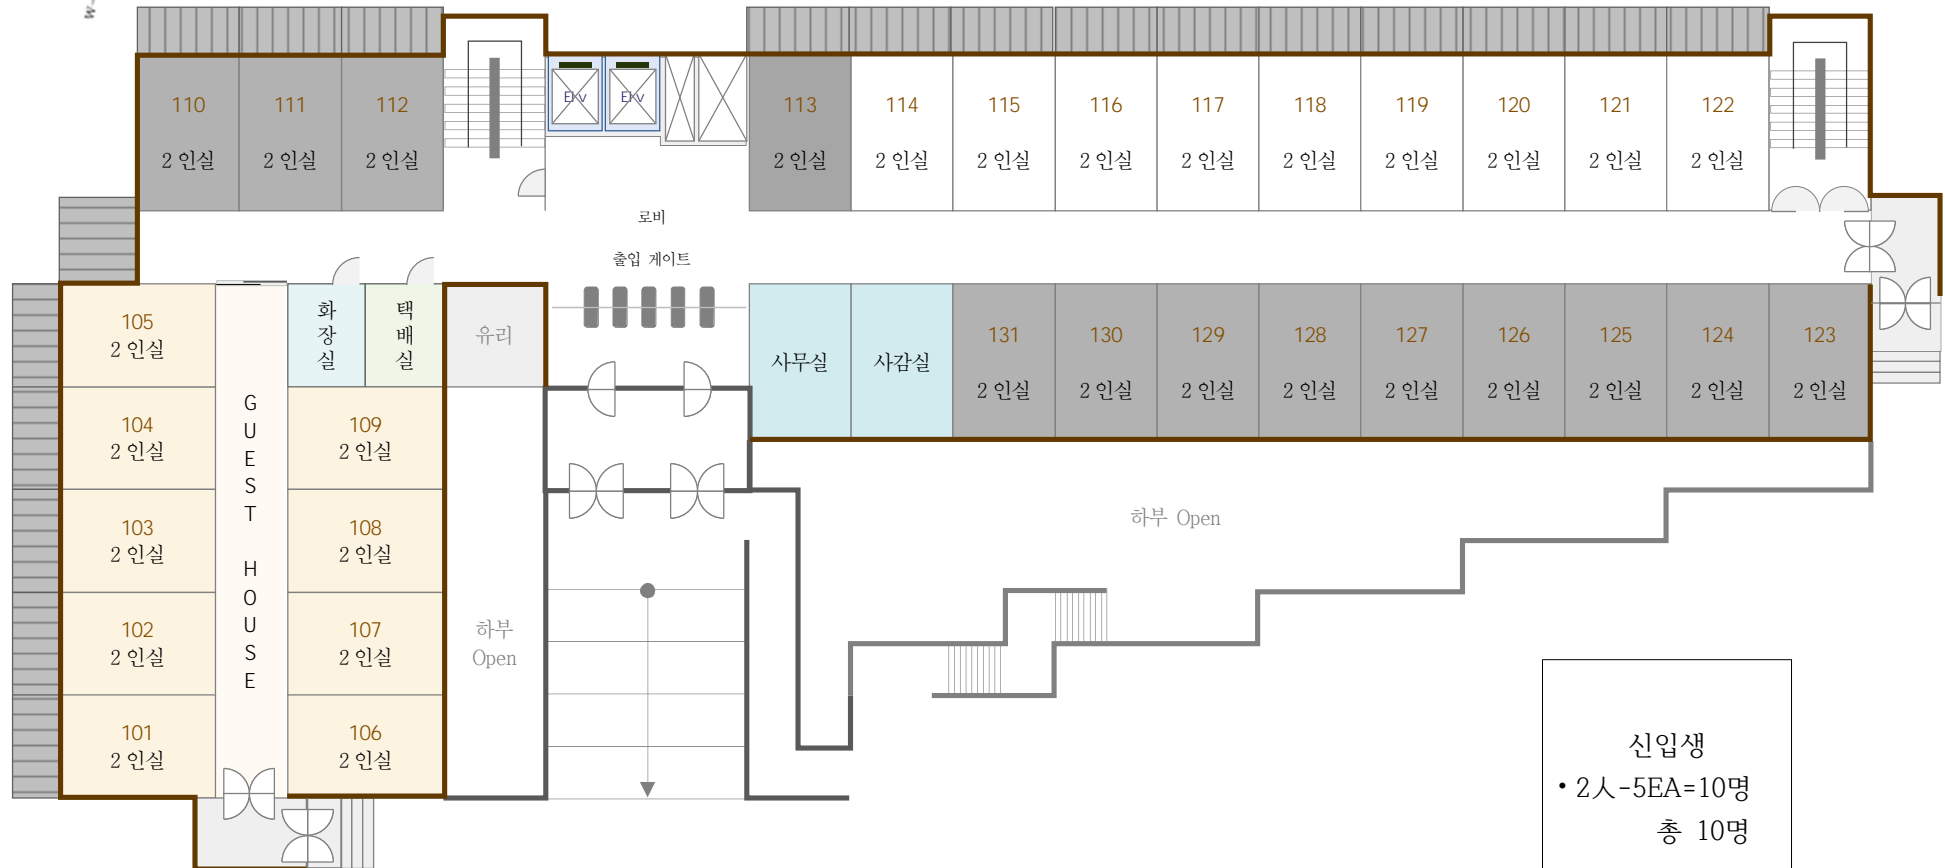 110 111 112 113 114 115 116 117 118 119 120 121 122
2 인실 2 인실 2 인실 2 인실 2 인실 2 인실 2 인실 2 인실 2 인실 2 인실 2 인실 2 인실 2 인실
로비
출입 게이트
105
2 인실
104
2 인실
103
2 인실
102
2 인실
101
2 인실
GUEST HOUSE
화장실
택배실
109
2 인실
108
2 인실
107
2 인실
106
2 인실
유리
하부
Open
사무실
사감실
131 130 129 128 127 126 125 124 123
2 인실 2 인실 2 인실 2 인실 2 인실 2 인실 2 인실 2 인실 2 인실
하부 Open
신입생
• 2人-5EA=10명
총 10명